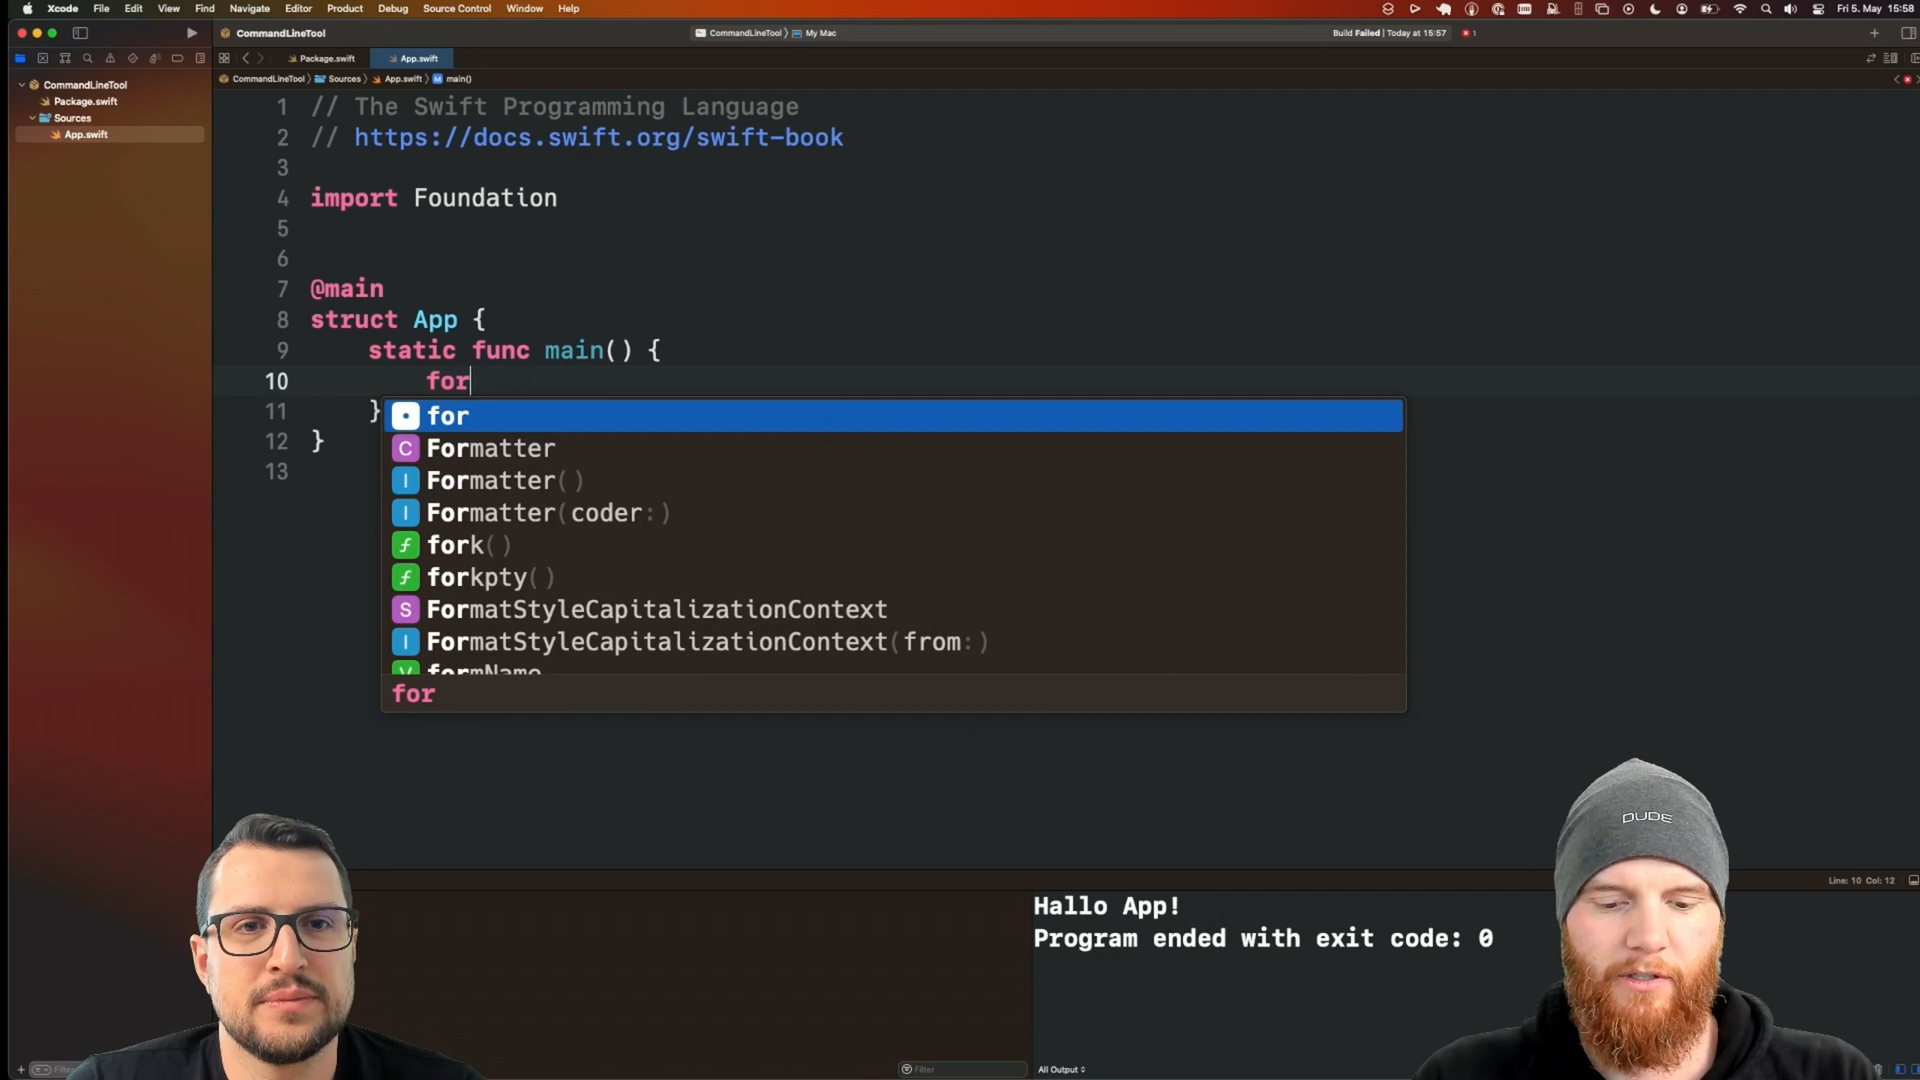 Xcode File Edit View Find Navigate Editor Product Debug Source Control Window Help Fri 5. May 15:58
CommandLineTool CommandLineTool 〉 My Mac Build Failed | Today at 15:57 1
Package.swift App.swift
CommandLineTool 〉 Sources 〉 App.swift 〉 M main()
CommandLineTool
Package.swift
Sources
App.swift
1 // The Swift Programming Language
2 // https://docs.swift.org/swift-book
3
4 import Foundation
5
6
7 @main
8 struct App {
9 static func main() {
10 for
11 }
12 }
13
for
C Formatter
I Formatter()
I Formatter(coder:)
f fork()
f forkpty()
S FormatStyleCapitalizationContext
I FormatStyleCapitalizationContext(from:)
V formName
for
Line: 10 Col: 12
Hallo App!
Program ended with exit code: 0
DUDE
Filter
All Output